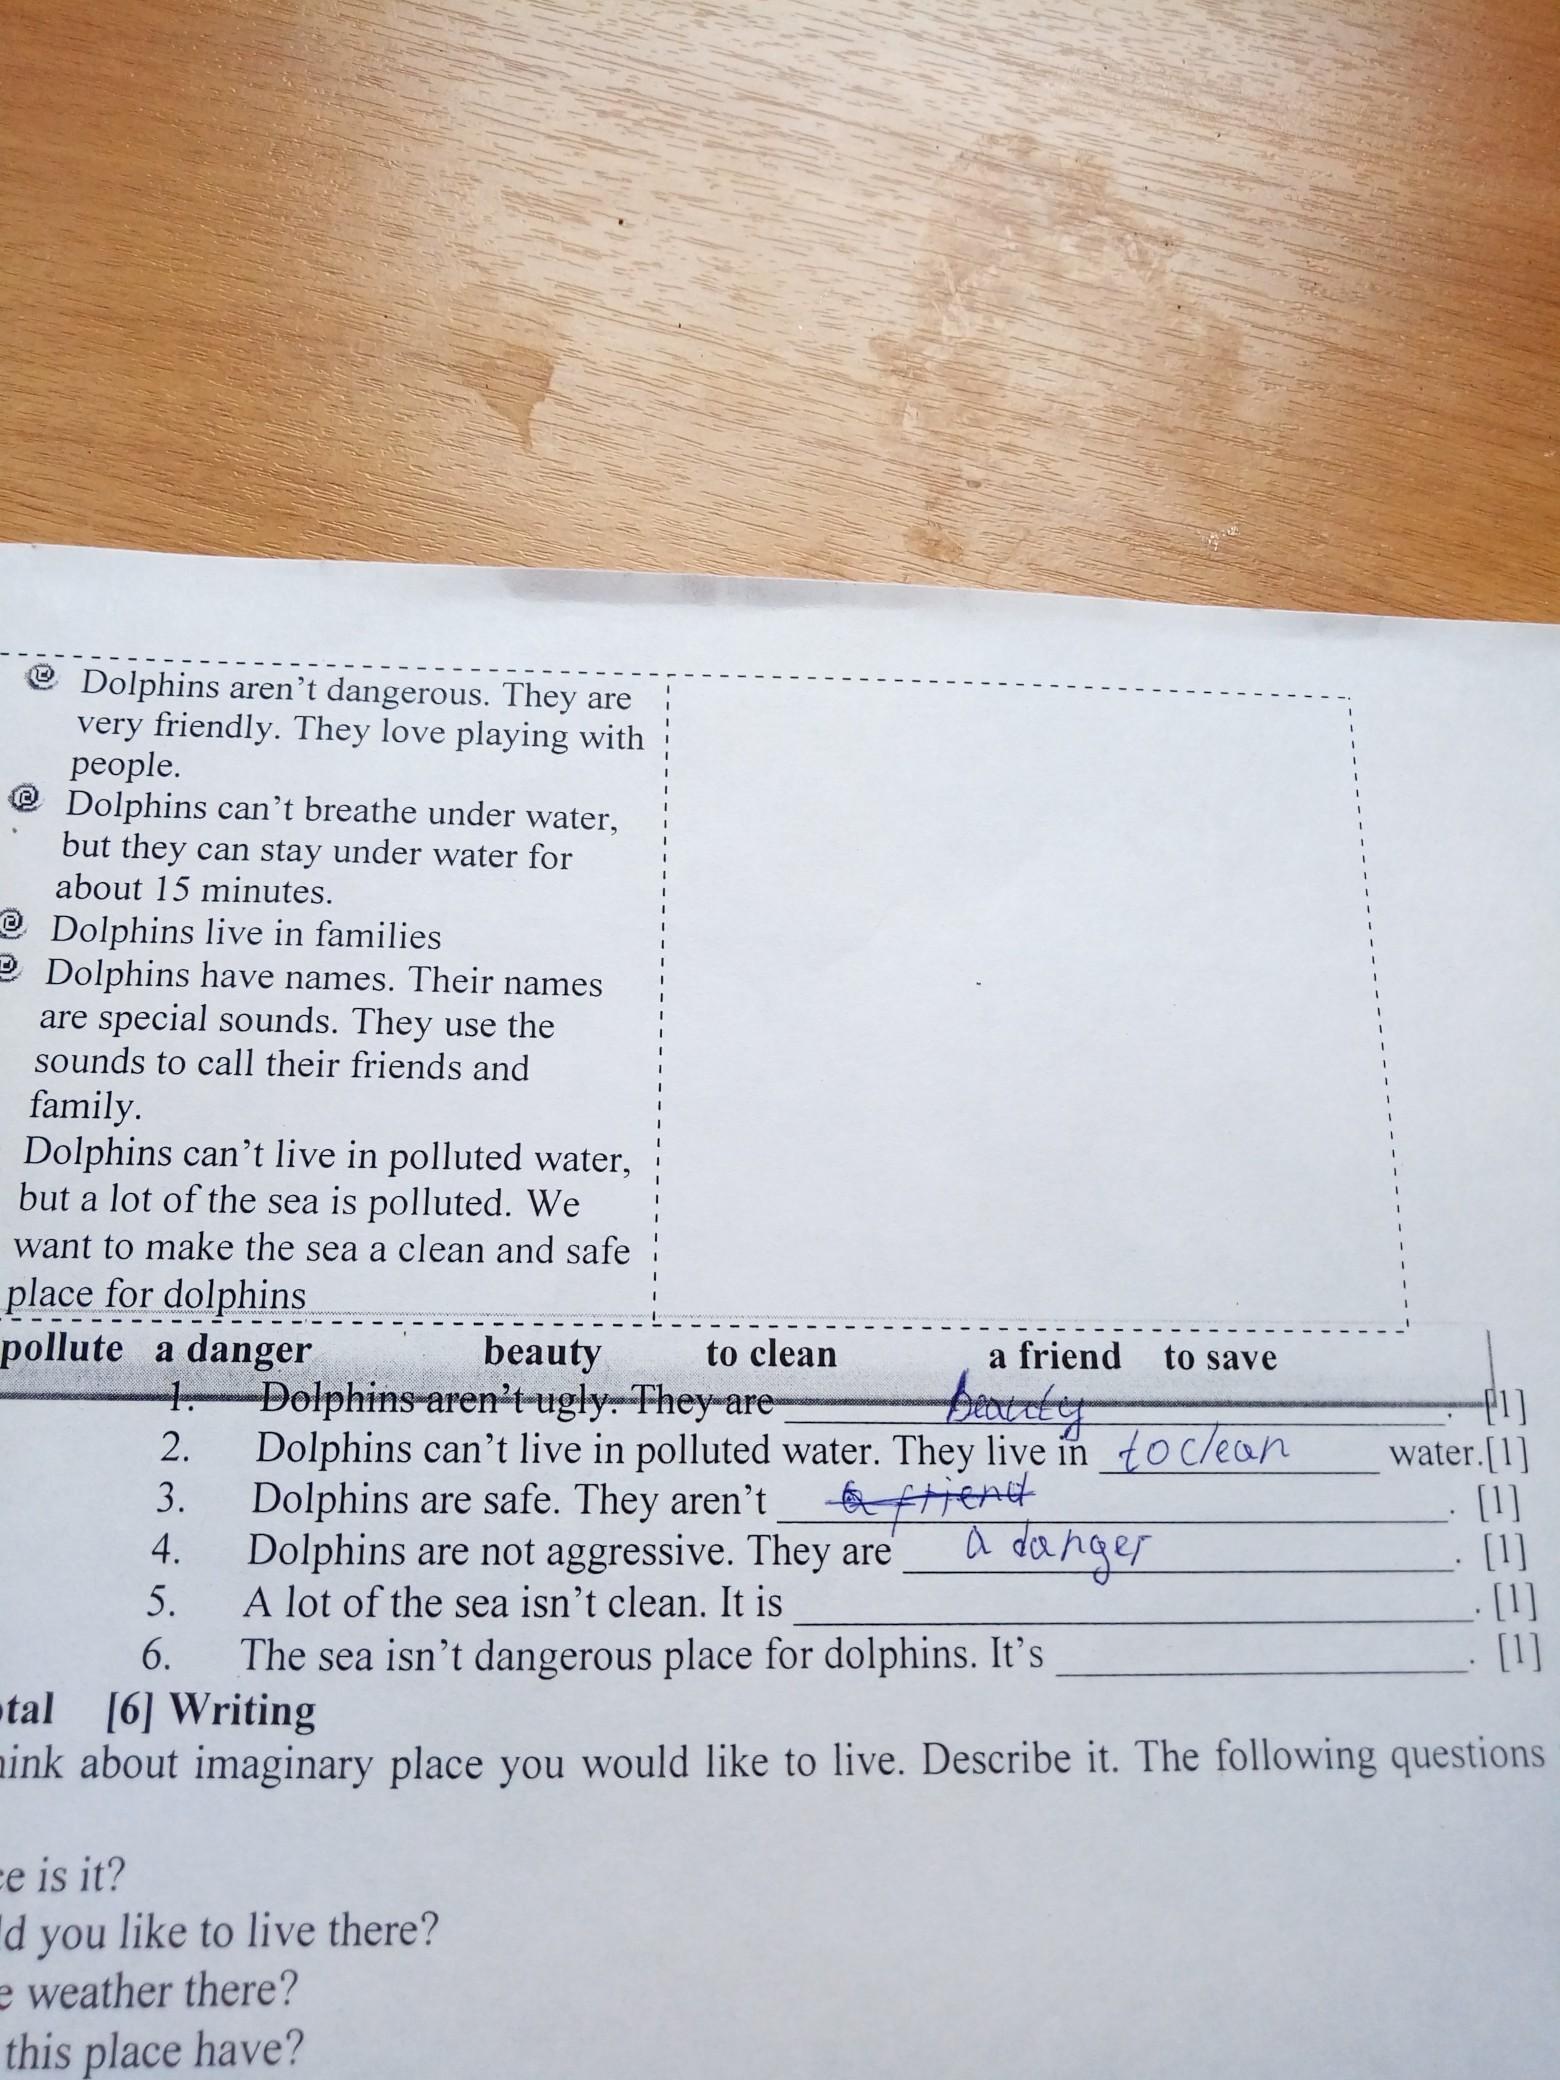 Dolphins aren't dangerous. They are
very friendly. They love playing with
people.
Dolphins can't breathe under water,
but they can stay under water for
about 15 minutes.
Dolphins live in families
Dolphins have names. Their names
are special sounds. They use the
sounds to call their friends and
family.
Dolphins can't live in polluted water,
but a lot of the sea is polluted. We
want to make the sea a clean and safe
place for dolphins
pollute a danger beauty to clean a friend to save
1. Dolphins aren't ugly. They are beauty. [1]
2. Dolphins can't live in polluted water. They live in to clean water.[1]
3. Dolphins are safe. They aren't a friend. [1]
4. Dolphins are not aggressive. They are a danger. [1]
5. A lot of the sea isn't clean. It is ______. [1]
6. The sea isn't dangerous place for dolphins. It's ______. [1]
[6] Writing
about imaginary place you would like to live. Describe it. The following questions
is it?
you like to live there?
weather there?
this place have?